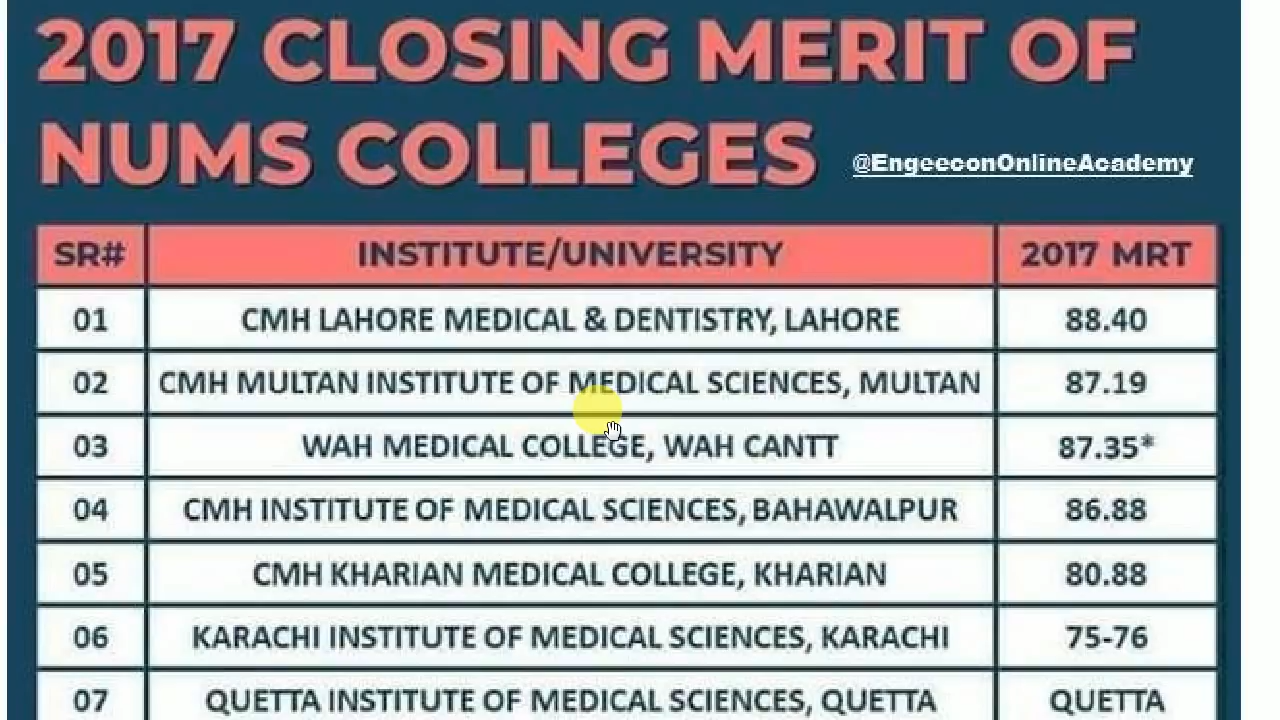 2017 CLOSING MERIT OF
NUMS COLLEGES @EngeeconOnlineAcademy
SR# INSTITUTE/UNIVERSITY 2017 MRT
01 CMH LAHORE MEDICAL & DENTISTRY, LAHORE 88.40
02 CMH MULTAN INSTITUTE OF MEDICAL SCIENCES, MULTAN 87.19
03 WAH MEDICAL COLLEGE, WAH CANTT 87.35*
04 CMH INSTITUTE OF MEDICAL SCIENCES, BAHAWALPUR 86.88
05 CMH KHARIAN MEDICAL COLLEGE, KHARIAN 80.88
06 KARACHI INSTITUTE OF MEDICAL SCIENCES, KARACHI 75-76
07 QUETTA INSTITUTE OF MEDICAL SCIENCES, QUETTA QUETTA